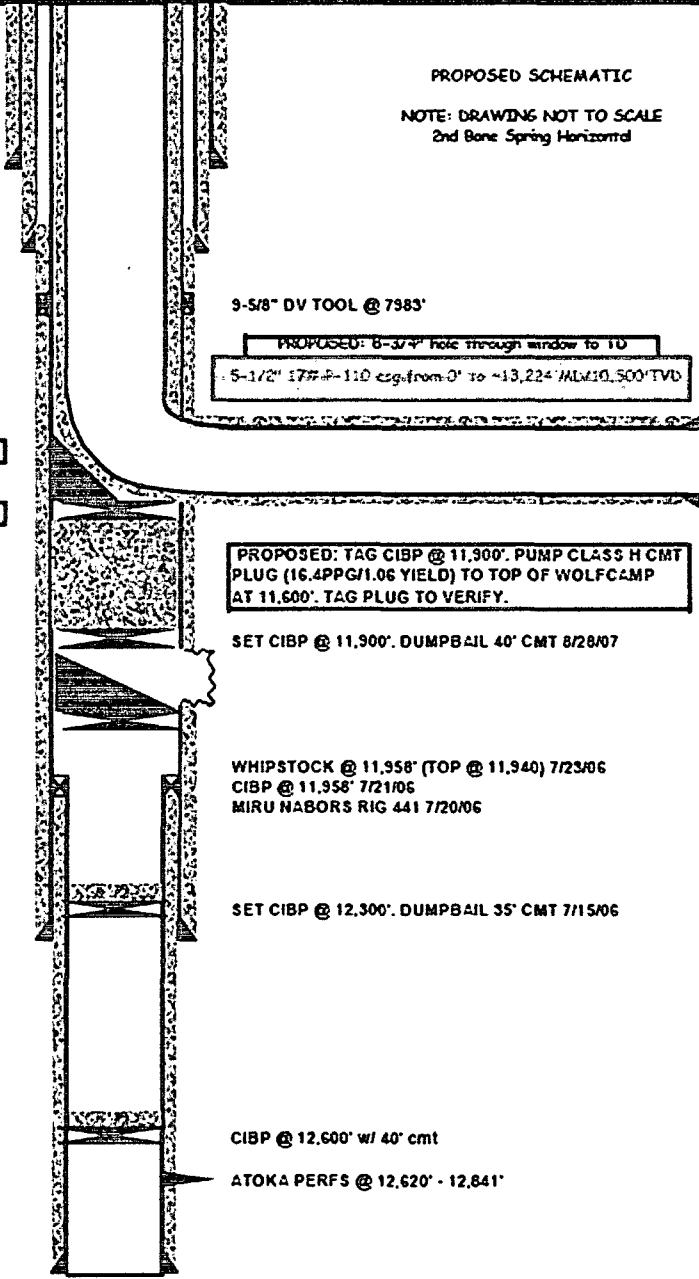 PROPOSED SCHEMATIC
NOTE: DRAWING NOT TO SCALE
2nd Bone Spring Horizontal
9-5/8" DV TOOL @ 7983'
PROPOSED: 8-3/4" hole through window to TD
5-1/2" 17# P-110 csg from 0' to ~13,224'MD/10,500'TVD
PROPOSED: TAG CIBP @ 11,900'. PUMP CLASS H CMT
PLUG (16.4PPG/1.06 YIELD) TO TOP OF WOLFCAMP
AT 11,600'. TAG PLUG TO VERIFY.
SET CIBP @ 11,900'. DUMPBAIL 40' CMT 8/28/07
WHIPSTOCK @ 11,958' (TOP @ 11,940) 7/23/06
CIBP @ 11,958' 7/21/06
MIRU NABORS RIG 441 7/20/06
SET CIBP @ 12,300'. DUMPBAIL 35' CMT 7/15/06
CIBP @ 12,600' w/ 40' cmt
ATOKA PERFS @ 12,620' - 12,841'